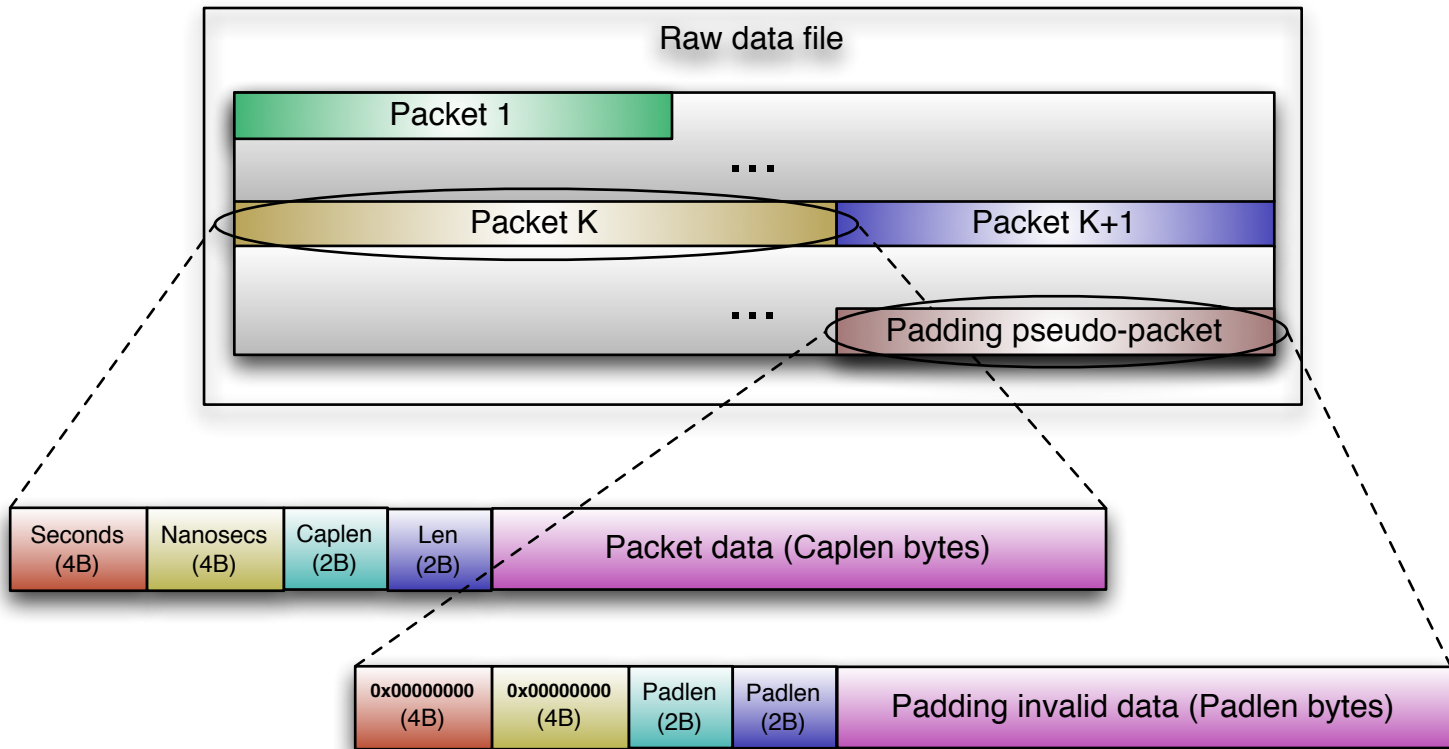 Raw data file
Packet 1
...
Packet K
Packet K+1
...
Padding pseudo-packet
Seconds
(4B)
Nanosecs
(4B)
Caplen
(2B)
Len
(2B)
Packet data (Caplen bytes)
0x00000000
(4B)
0x00000000
(4B)
Padlen
(2B)
Padlen
(2B)
Padding invalid data (Padlen bytes)